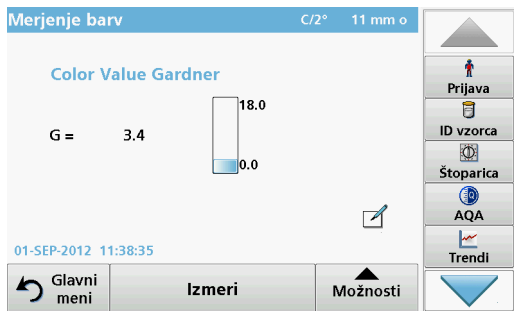 Merjenje barv C/2° 11 mm o
Color Value Gardner
18.0
G = 3.4
0.0
01-SEP-2012 11:38:35
Glavni
meni
Izmeri
Možnosti
Prijava
ID vzorca
Štoparica
AQA
Trendi